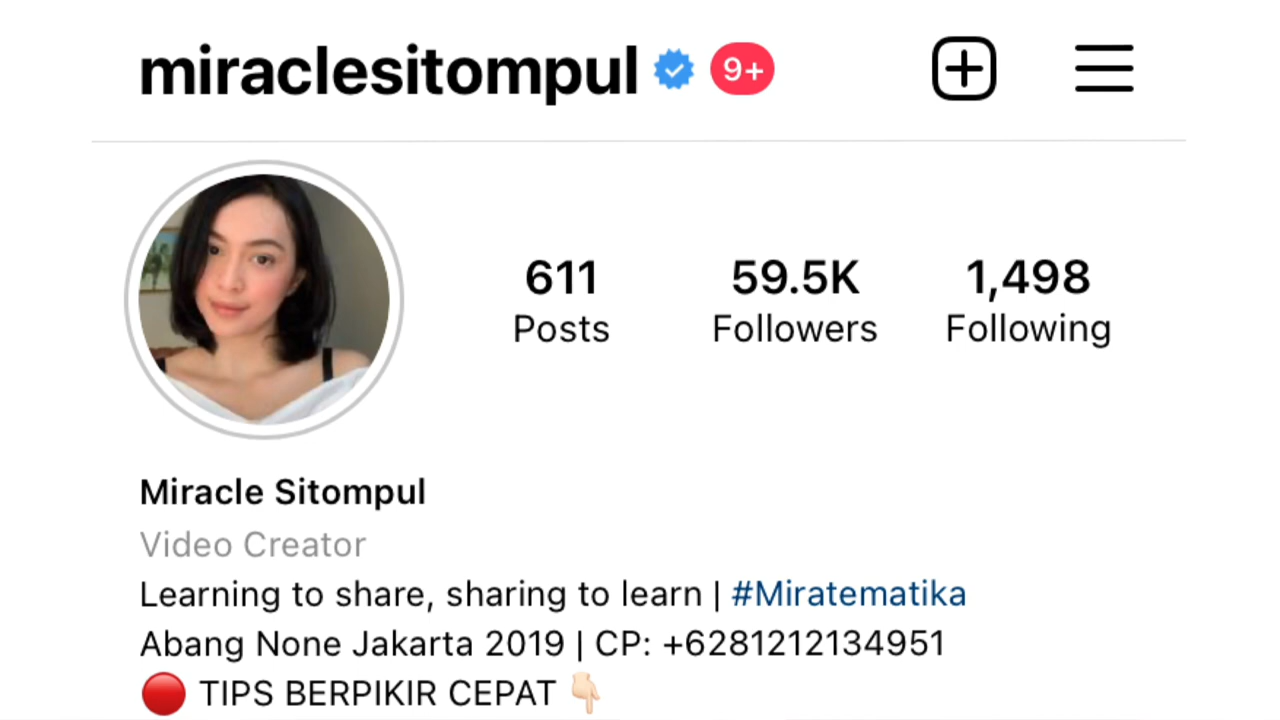 miraclesitompul 9+
611 59.5K 1,498
Posts Followers Following
Miracle Sitompul
Video Creator
Learning to share, sharing to learn | #Miratematika
Abang None Jakarta 2019 | CP: +6281212134951
🔴 TIPS BERPIKIR CEPAT 👇🏻